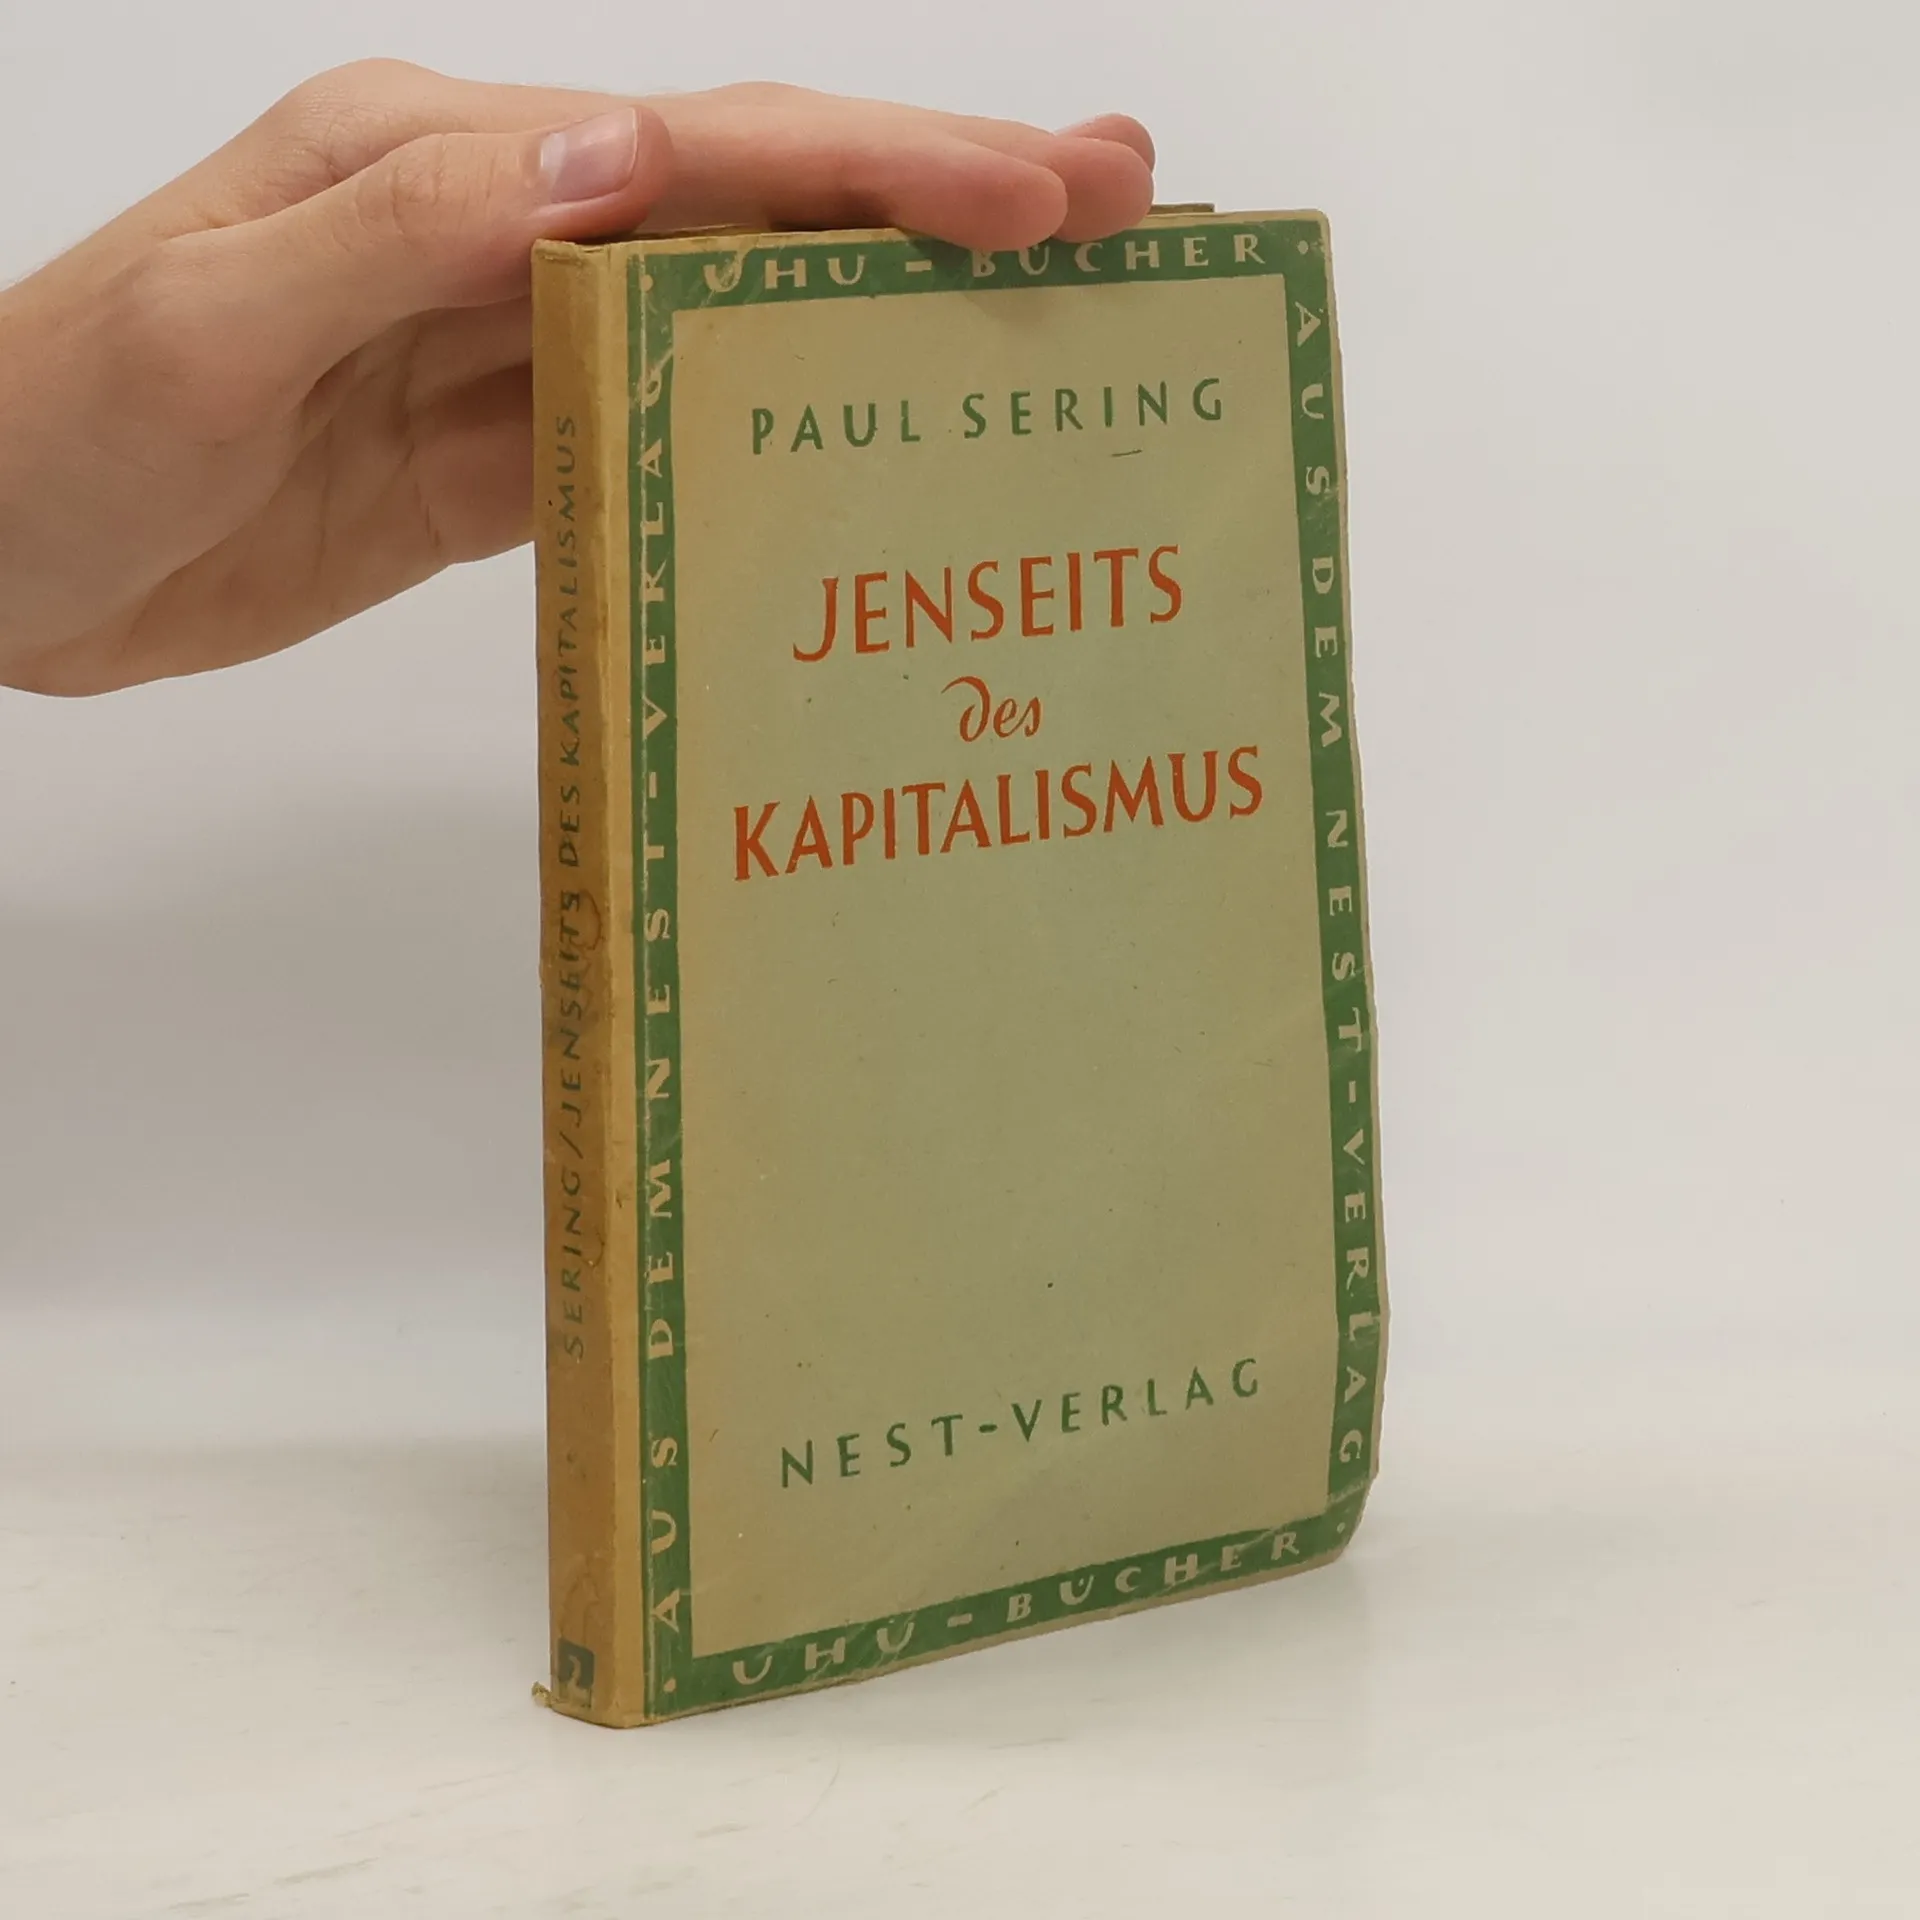 · UHU - BÜCHER ·
PAUL SERING
JENSEITS
des
KAPITALISMUS
NEST-VERLAG
· UHU - BÜCHER ·
AUS DEM NEST-VERLAG
AUS DEM NEST-VERLAG
SERING/JENSEITS DES KAPITALISMUS
2